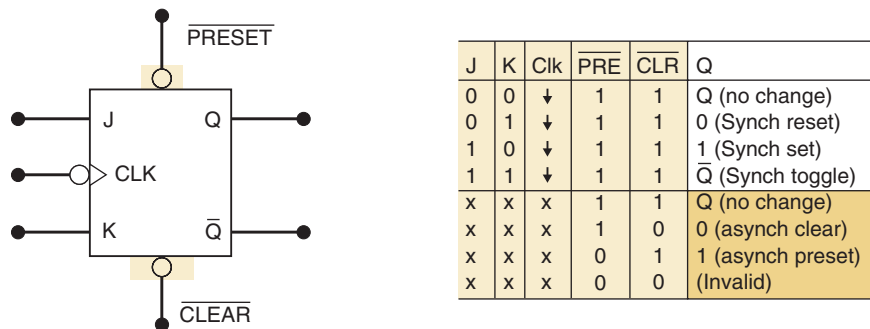 PRESET
J Q
CLK
K Q̅
CLEAR
J K Clk P̅R̅E̅ C̅L̅R̅ Q
0 0 ↓ 1 1 Q (no change)
0 1 ↓ 1 1 0 (Synch reset)
1 0 ↓ 1 1 1 (Synch set)
1 1 ↓ 1 1 Q̅ (Synch toggle)
x x x 1 1 Q (no change)
x x x 1 0 0 (asynch clear)
x x x 0 1 1 (asynch preset)
x x x 0 0 (Invalid)